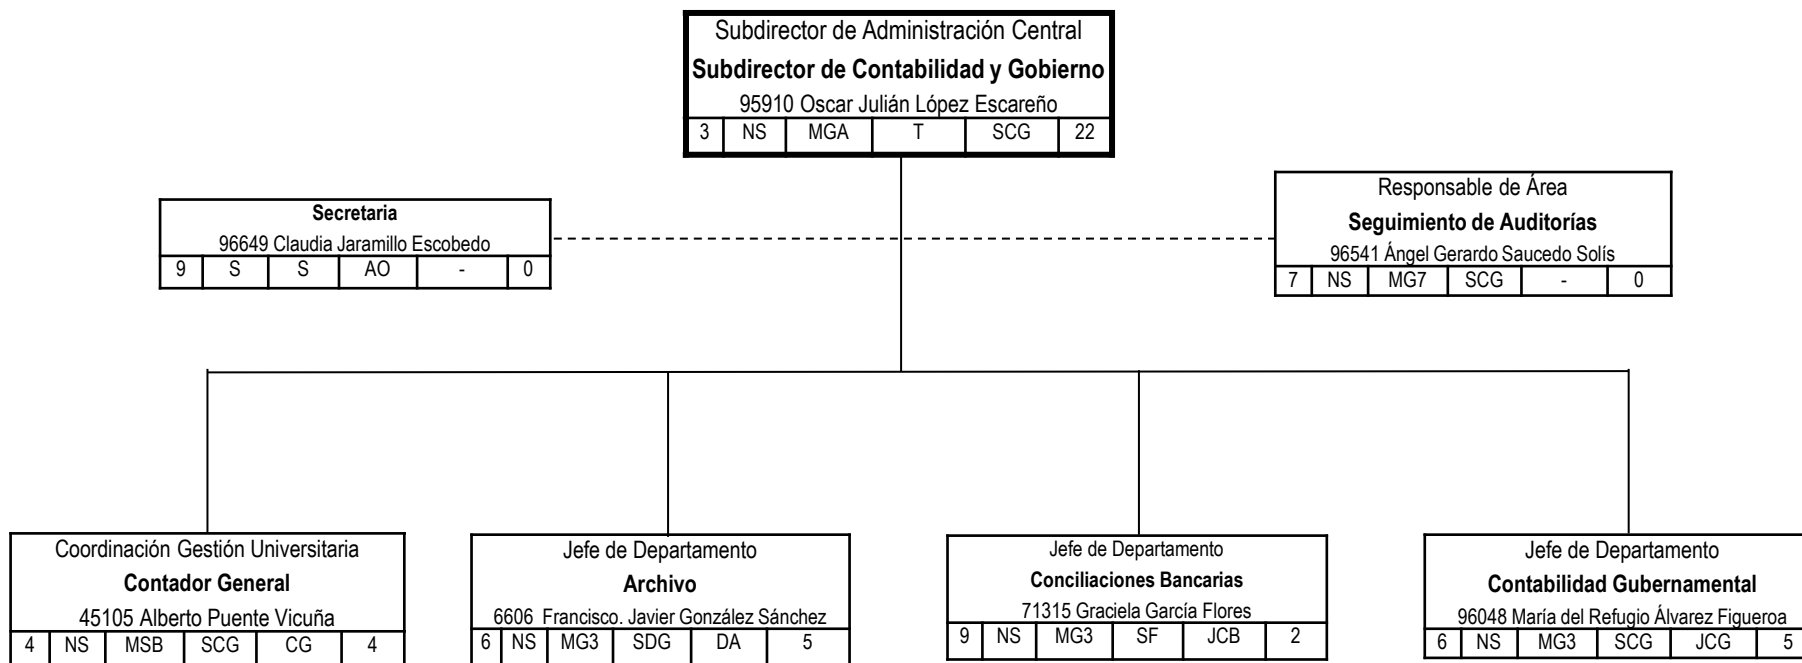 Subdirector de Administración Central
Subdirector de Contabilidad y Gobierno
95910 Oscar Julián López Escareño
3 NS MGA T SCG 22
Secretaria
96649 Claudia Jaramillo Escobedo
9 S S AO - 0
Responsable de Área
Seguimiento de Auditorías
96541 Ángel Gerardo Saucedo Solís
7 NS MG7 SCG - 0
Coordinación Gestión Universitaria
Contador General
45105 Alberto Puente Vicuña
4 NS MSB SCG CG 4
Jefe de Departamento
Archivo
6606 Francisco. Javier González Sánchez
6 NS MG3 SDG DA 5
Jefe de Departamento
Conciliaciones Bancarias
71315 Graciela García Flores
9 NS MG3 SF JCB 2
Jefe de Departamento
Contabilidad Gubernamental
96048 María del Refugio Álvarez Figueroa
6 NS MG3 SCG JCG 5